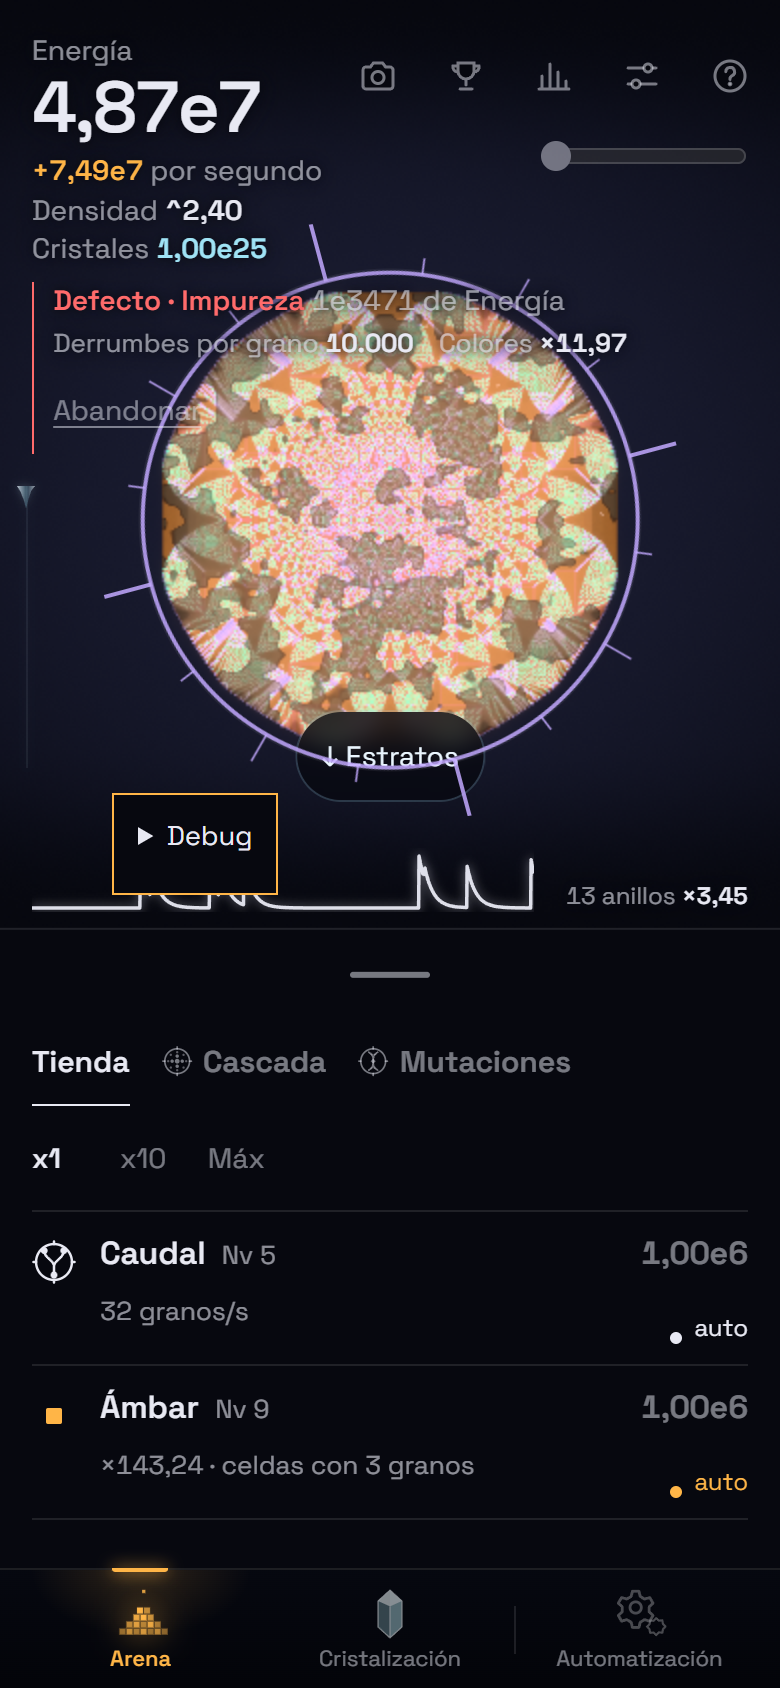 Energía
4,87e7
+7,49e7 por segundo
Densidad ^2,40
Cristales 1,00e25
Defecto · Impureza 1e3471 de Energía
Derrumbes por grano 10.000 Colores ×11,97
Abandonar
↓ Estratos
▶ Debug
13 anillos ×3,45
Tienda Cascada Mutaciones
x1 x10 Máx
Caudal Nv 5 1,00e6
32 granos/s
auto
Ámbar Nv 9 1,00e6
×143,24 · celdas con 3 granos
auto
Arena Cristalización Automatización